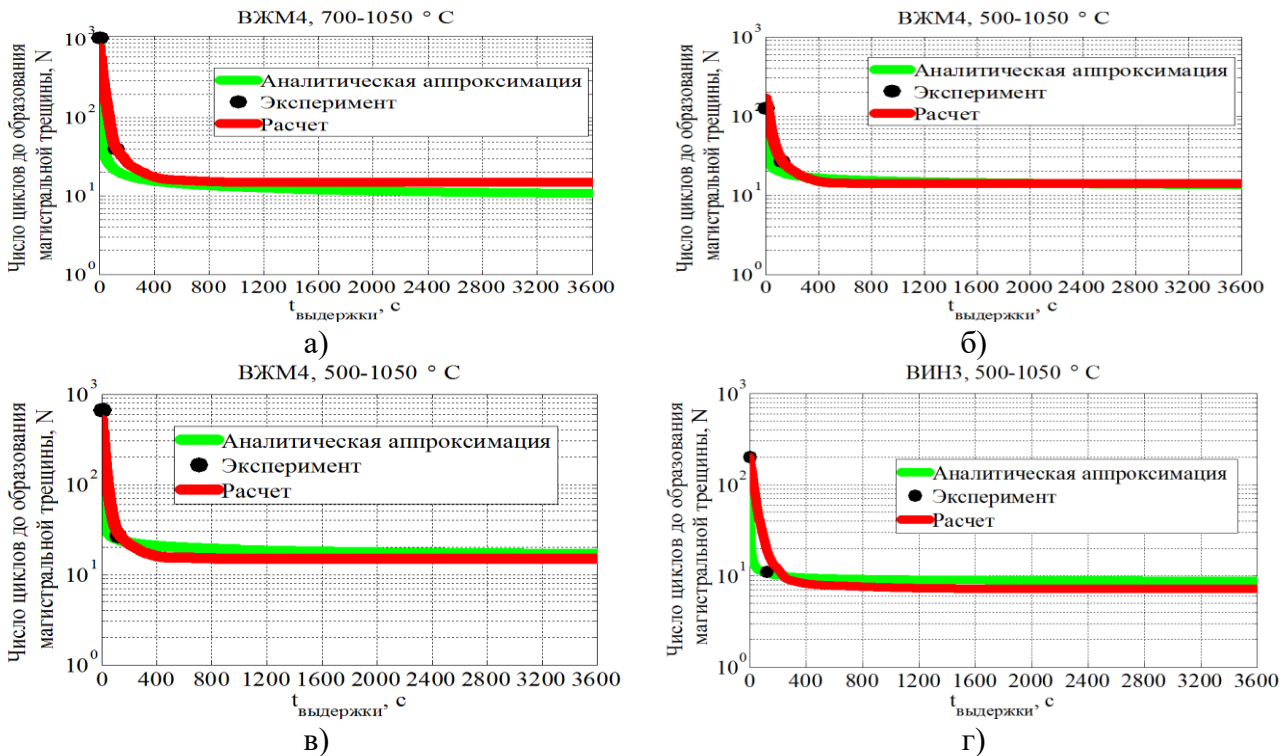 ВЖМ4, 700-1050 ° C
Число циклов до образования
магистральной трещины, N
10³
10²
10¹
10⁰
Аналитическая аппроксимация
Эксперимент
Расчет
0 400 800 1200 1600 2000 2400 2800 3200 3600
t выдержки, с
а)
ВЖМ4, 500-1050 ° C
Число циклов до образования
магистральной трещины, N
10³
10²
10¹
10⁰
Аналитическая аппроксимация
Эксперимент
Расчет
0 400 800 1200 1600 2000 2400 2800 3200 3600
t выдержки, с
б)
ВЖМ4, 500-1050 ° C
Число циклов до образования
магистральной трещины, N
10³
10²
10¹
10⁰
Аналитическая аппроксимация
Эксперимент
Расчет
0 400 800 1200 1600 2000 2400 2800 3200 3600
t выдержки, с
в)
ВИН3, 500-1050 ° C
Число циклов до образования
магистральной трещины, N
10³
10²
10¹
10⁰
Аналитическая аппроксимация
Эксперимент
Расчет
0 400 800 1200 1600 2000 2400 2800 3200 3600
t выдержки, с
г)